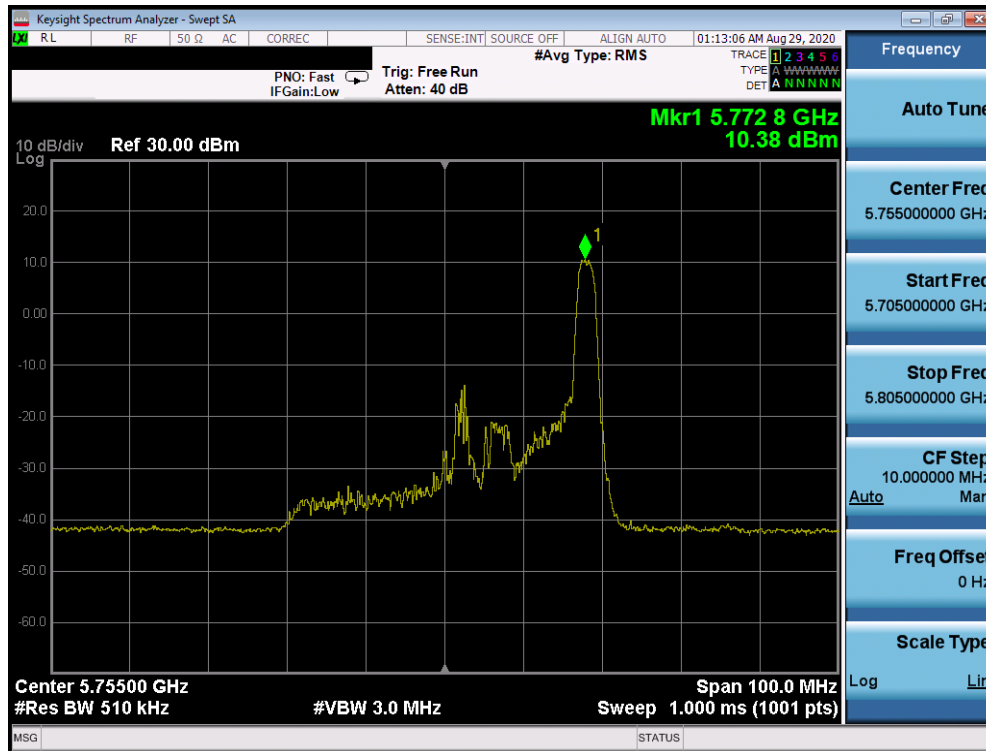 Keysight Spectrum Analyzer - Swept SA
LXI RL RF 50 Ω AC CORREC SENSE:INT SOURCE OFF ALIGN AUTO 01:13:06 AM Aug 29, 2020
PNO: Fast
IFGain:Low
Trig: Free Run
Atten: 40 dB
#Avg Type: RMS
TRACE 1 2 3 4 5 6
TYPE A WWWWW
DET A N N N N N
Mkr1 5.772 8 GHz
10.38 dBm
10 dB/div Ref 30.00 dBm
Log
20.0
10.0
0.00
-10.0
-20.0
-30.0
-40.0
-50.0
-60.0
1
Center 5.75500 GHz Span 100.0 MHz
#Res BW 510 kHz #VBW 3.0 MHz Sweep 1.000 ms (1001 pts)
MSG STATUS
Frequency
Auto Tune
Center Freq
5.755000000 GHz
Start Freq
5.705000000 GHz
Stop Freq
5.805000000 GHz
CF Step
10.000000 MHz
Auto Man
Freq Offset
0 Hz
Scale Type
Log Lin